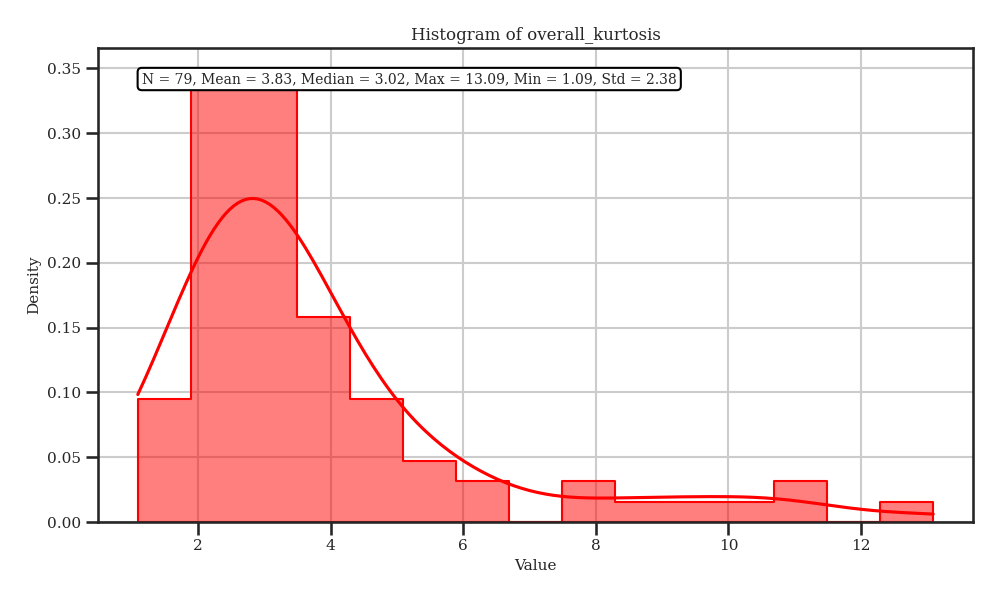 Histogram of overall_kurtosis
N = 79, Mean = 3.83, Median = 3.02, Max = 13.09, Min = 1.09, Std = 2.38
0.35
0.30
0.25
0.20
0.15
0.10
0.05
0.00
Density
2 4 6 8 10 12
Value